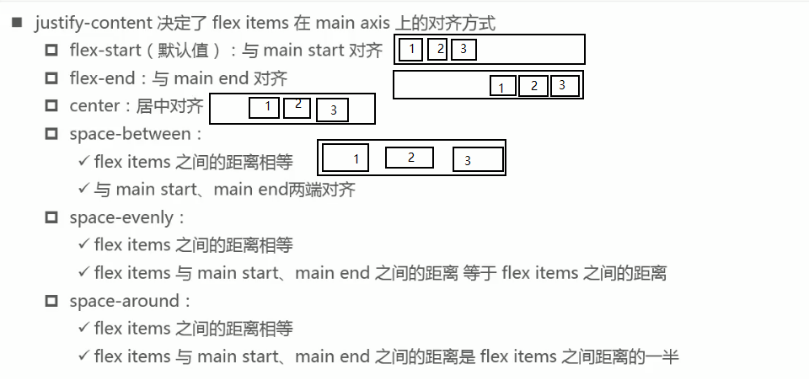 ■ justify-content 决定了 flex items 在 main axis 上的对齐方式
flex-start（默认值）：与 main start 对齐 1 2 3
flex-end：与 main end 对齐 1 2 3
center：居中对齐 1 2 3
space-between：
✓ flex items 之间的距离相等 1 2 3
✓ 与 main start、main end两端对齐
space-evenly：
✓ flex items 之间的距离相等
✓ flex items 与 main start、main end 之间的距离 等于 flex items 之间的距离
space-around：
✓ flex items 之间的距离相等
✓ flex items 与 main start、main end 之间的距离是 flex items 之间距离的一半